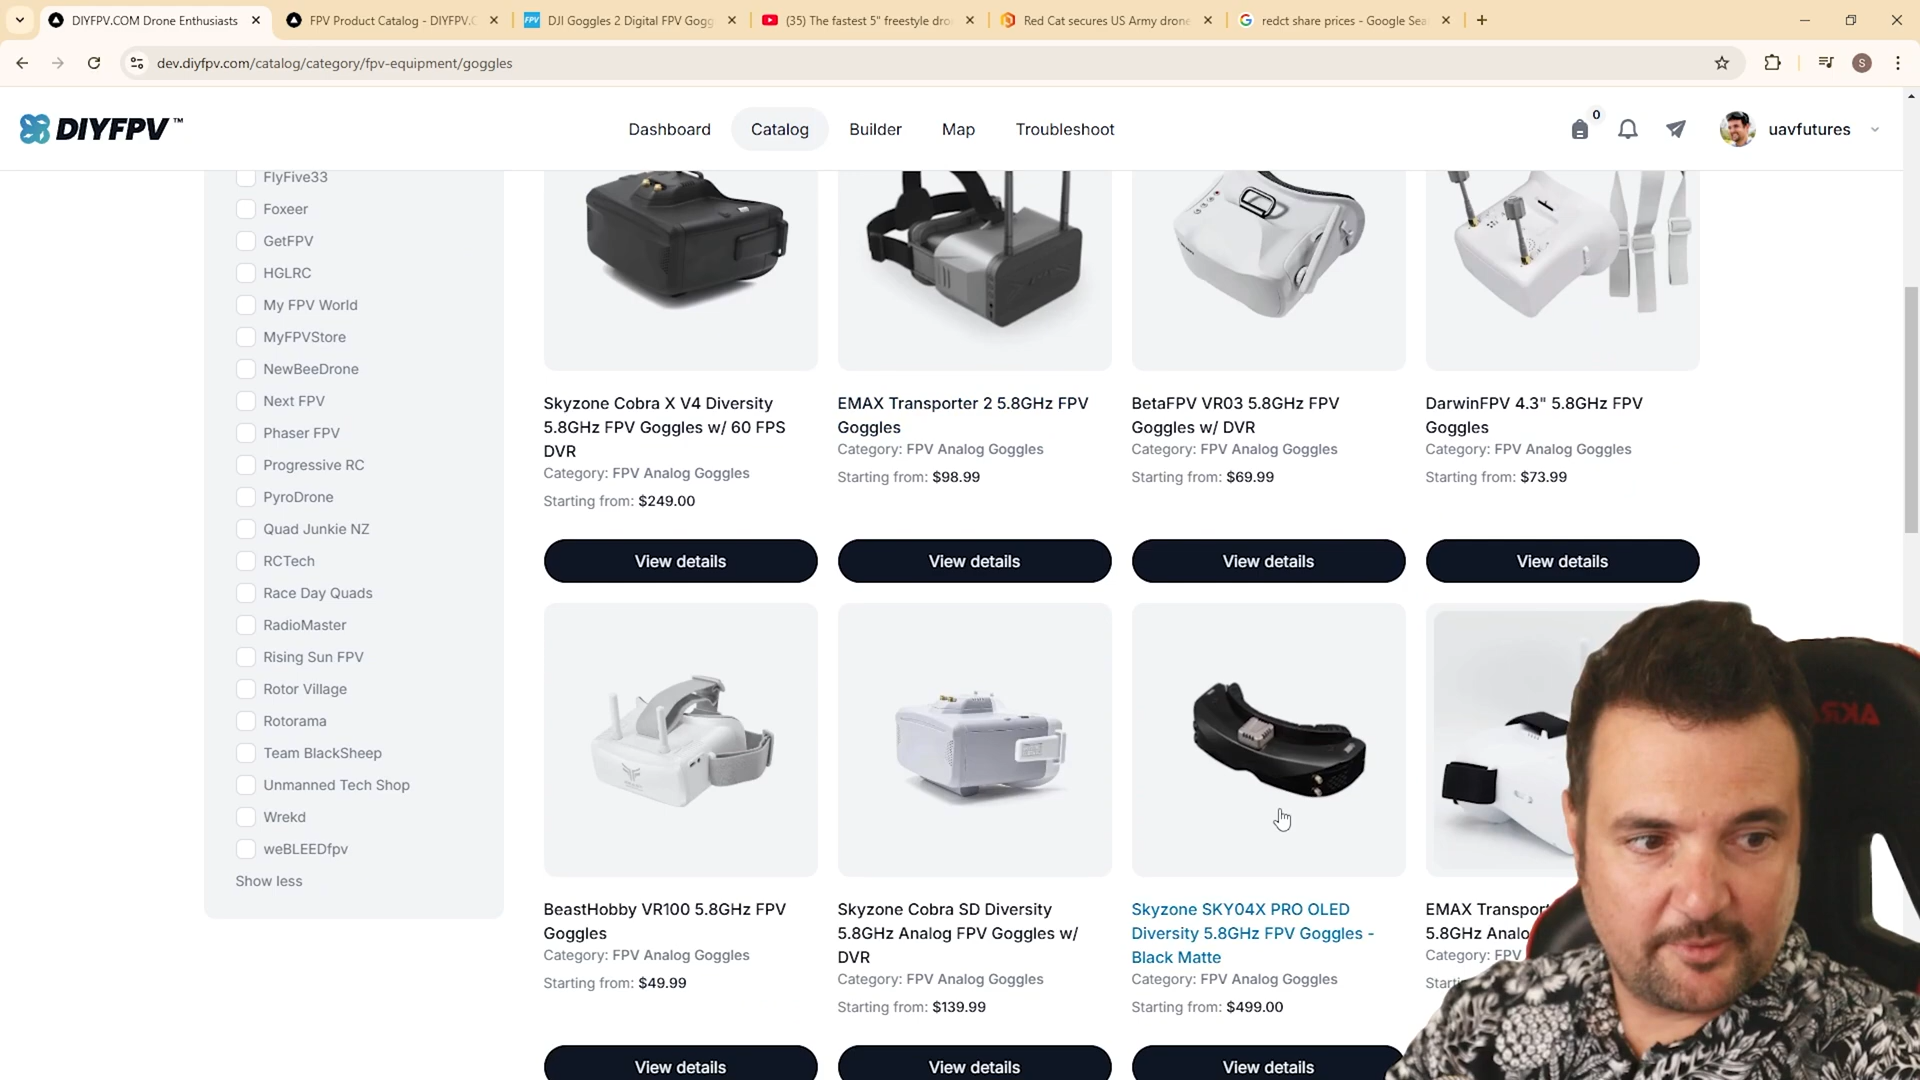 DIYFPV.COM Drone Enthusiasts
FPV Product Catalog - DIYFPV.C
FPV
DJI Goggles 2 Digital FPV Gogg
(35) The fastest 5" freestyle dro
Red Cat secures US Army drone
redct share prices - Google Sea
dev.diyfpv.com/catalog/category/fpv-equipment/goggles
S
DIYFPV™
Dashboard
Catalog
Builder
Map
Troubleshoot
0
uavfutures
FlyFive33
Foxeer
GetFPV
HGLRC
My FPV World
MyFPVStore
NewBeeDrone
Next FPV
Phaser FPV
Progressive RC
PyroDrone
Quad Junkie NZ
RCTech
Race Day Quads
RadioMaster
Rising Sun FPV
Rotor Village
Rotorama
Team BlackSheep
Unmanned Tech Shop
Wrekd
weBLEEDfpv
Show less
Skyzone Cobra X V4 Diversity
5.8GHz FPV Goggles w/ 60 FPS
DVR
Category: FPV Analog Goggles
Starting from: $249.00
View details
EMAX Transporter 2 5.8GHz FPV
Goggles
Category: FPV Analog Goggles
Starting from: $98.99
View details
BetaFPV VR03 5.8GHz FPV
Goggles w/ DVR
Category: FPV Analog Goggles
Starting from: $69.99
View details
DarwinFPV 4.3" 5.8GHz FPV
Goggles
Category: FPV Analog Goggles
Starting from: $73.99
View details
BeastHobby VR100 5.8GHz FPV
Goggles
Category: FPV Analog Goggles
Starting from: $49.99
View details
Skyzone Cobra SD Diversity
5.8GHz Analog FPV Goggles w/
DVR
Category: FPV Analog Goggles
Starting from: $139.99
View details
Skyzone SKY04X PRO OLED
Diversity 5.8GHz FPV Goggles -
Black Matte
Category: FPV Analog Goggles
Starting from: $499.00
View details
EMAX Transpor
5.8GHz Analo
Category: FPV
Starti